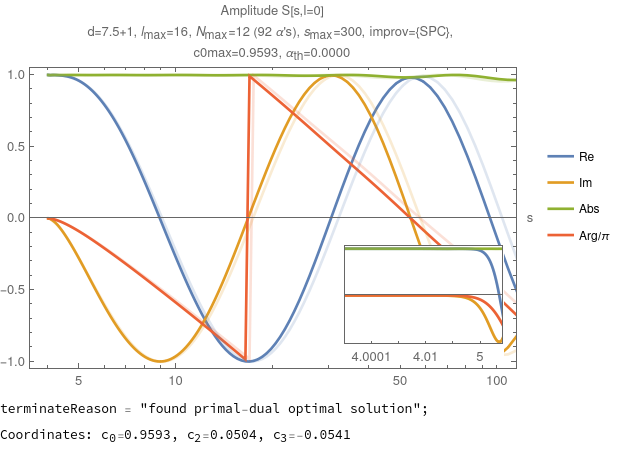 Amplitude S[s,l=0]
d=7.5+1, lmax=16, Nmax=12 (92 α's), smax=300, improv={SPC},
c0max=0.9593, αth=0.0000
1.0
0.5
0.0
−0.5
−1.0
5
10
50
100
s
4.0001
4.01
5
Re
Im
Abs
Arg/π
terminateReason = "found primal-dual optimal solution";
Coordinates: c0=0.9593, c2=0.0504, c3=-0.0541